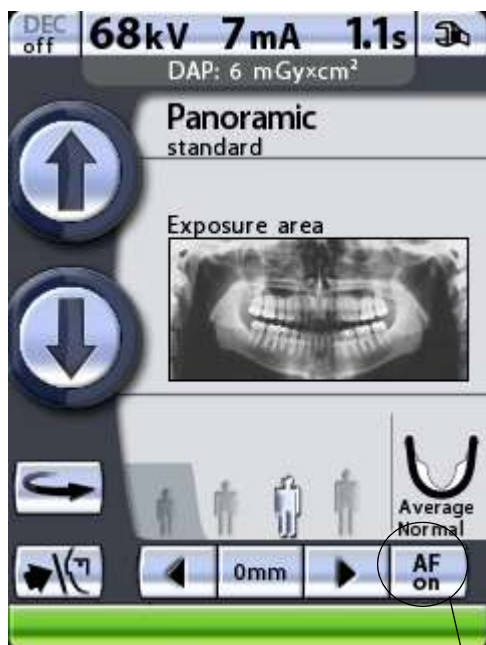 DEC
off
68kV 7mA 1.1s
DAP: 6 mGy×cm²
Panoramic
standard
Exposure area
Average
Normal
0mm
AF
on